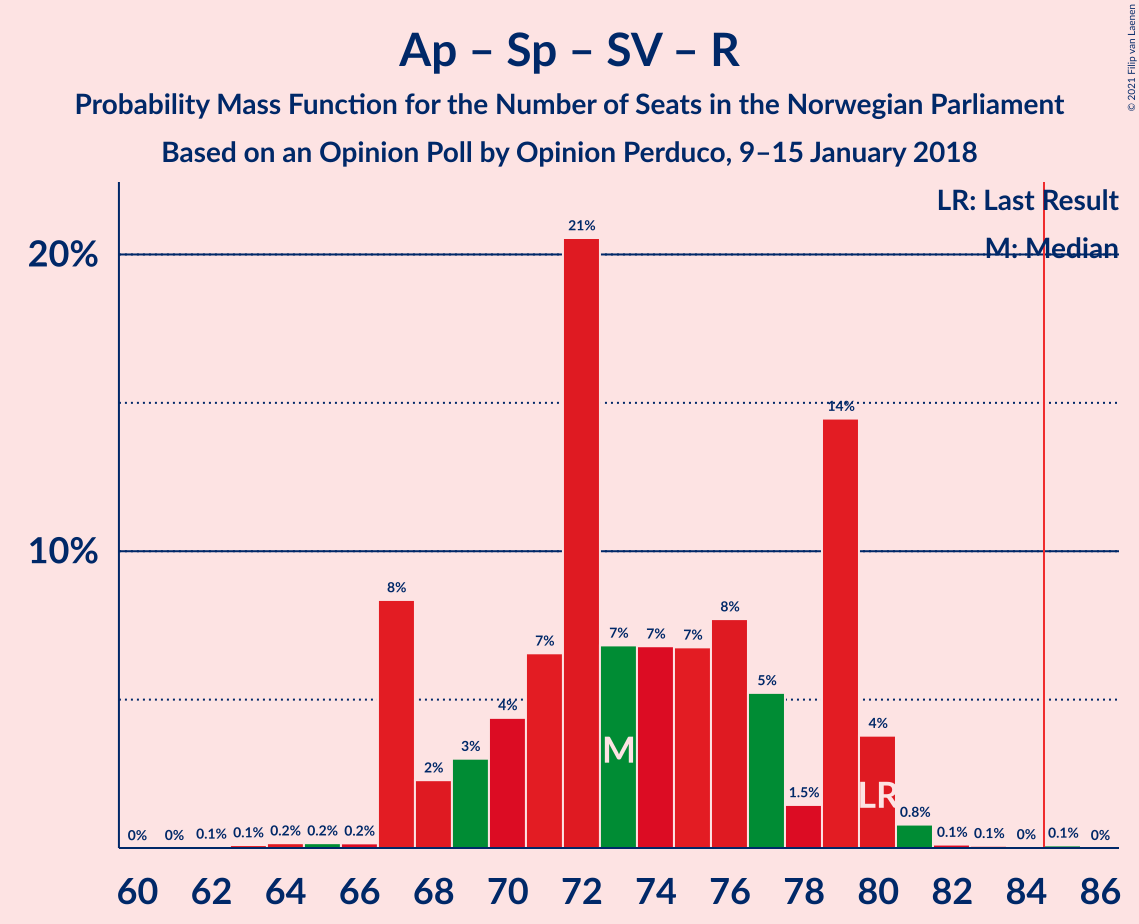 Ap – Sp – SV – R
Probability Mass Function for the Number of Seats in the Norwegian Parliament
Based on an Opinion Poll by Opinion Perduco, 9–15 January 2018
© 2021 Filip van Laenen
LR: Last Result
M: Median
20%
10%
0% 0% 0.1% 0.1% 0.2% 0.2% 0.2% 8% 2% 3% 4% 7% 21% 7% 7% 7% 8% 5% 1.5% 14% 4% 0.8% 0.1% 0.1% 0% 0.1% 0%
M
LR
60 62 64 66 68 70 72 74 76 78 80 82 84 86